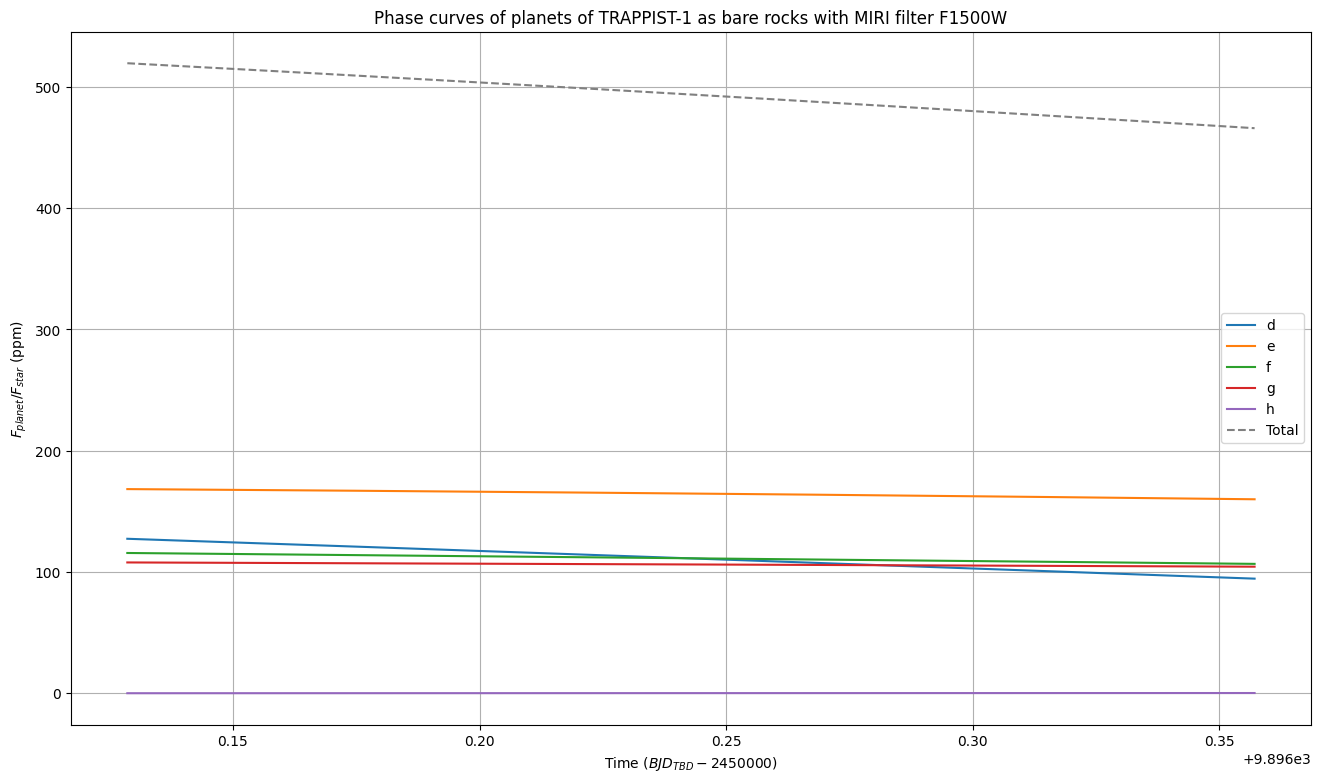 Phase curves of planets of TRAPPIST-1 as bare rocks with MIRI filter F1500W
F_planet/F_star (ppm)
500
400
300
200
100
0
d
e
f
g
h
Total
0.15
0.20
0.25
0.30
0.35
+9.896e3
Time (BJD_TBD − 2450000)